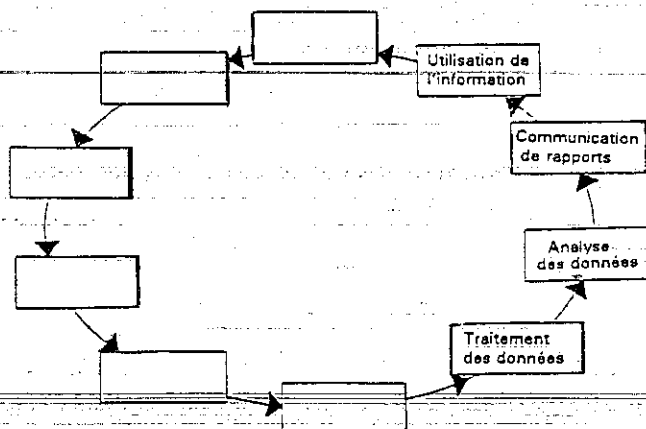 Utilisation de
l'information
Communication
de rapports
Analyse
des données
Traitement
des données